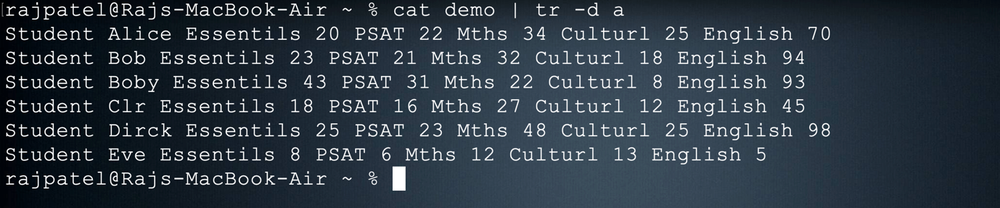 rajpatel@Rajs-MacBook-Air ~ % cat demo | tr -d a
Student Alice Essentils 20 PSAT 22 Mths 34 Culturl 25 English 70
Student Bob Essentils 23 PSAT 21 Mths 32 Culturl 18 English 94
Student Boby Essentils 43 PSAT 31 Mths 22 Culturl 8 English 93
Student Clr Essentils 18 PSAT 16 Mths 27 Culturl 12 English 45
Student Dirck Essentils 25 PSAT 23 Mths 48 Culturl 25 English 98
Student Eve Essentils 8 PSAT 6 Mths 12 Culturl 13 English 5
rajpatel@Rajs-MacBook-Air ~ %